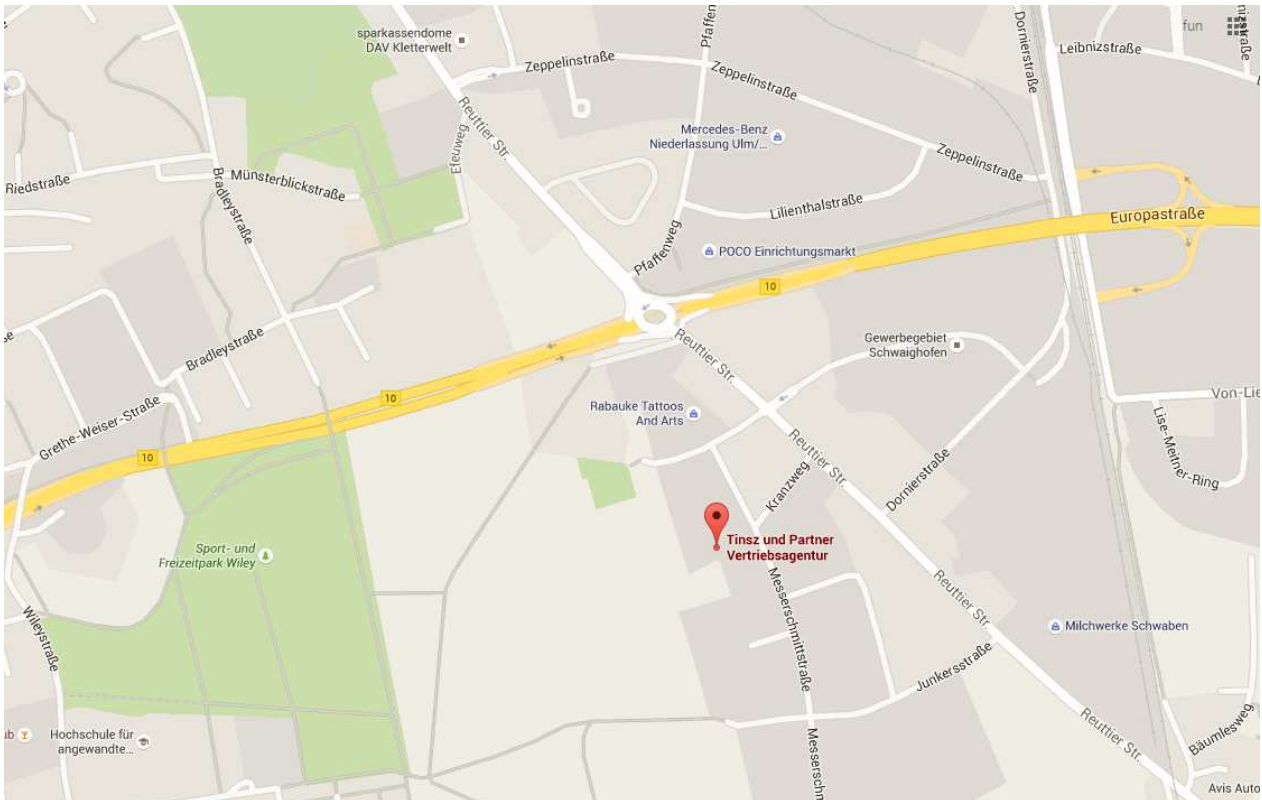 sparkassendome
DAV Kletterwelt
Zeppelinstraße
Pfaffen
Zeppelinstraße
Dornierstraße
Leibnizstraße
fun
Reuttier Str.
Efeuweg
Mercedes-Benz
Niederlassung Ulm/...
Zeppelinstraße
Riedstraße
Münsterblickstraße
Bradleystraße
Lilienthalstraße
Europastraße
Pfaffenweg
POCO Einrichtungsmarkt
10
Bradleystraße
Reuttier Str.
Gewerbegebiet
Schwaighofen
10
Rabauke Tattoos
And Arts
Von-Lie
Grethe-Weiser-Straße
10
Reuttier Str.
Lise-Meitner-Ring
Kranzweg
Dornierstraße
Tinsz und Partner
Vertriebsagentur
Sport- und
Freizeitpark Wiley
Messerschmittstraße
Reuttier Str.
Wileystraße
Milchwerke Schwaben
Junkersstraße
Reuttier Str.
Bäumlesweg
Hochschule für
angewandte...
ub
Messerschm
Avis Auto